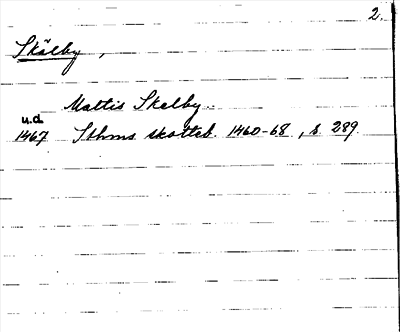 2.
Skälby,
Mattis Skelby..
u.d
1467 Sthms skotteb. 1460-68, s. 289.